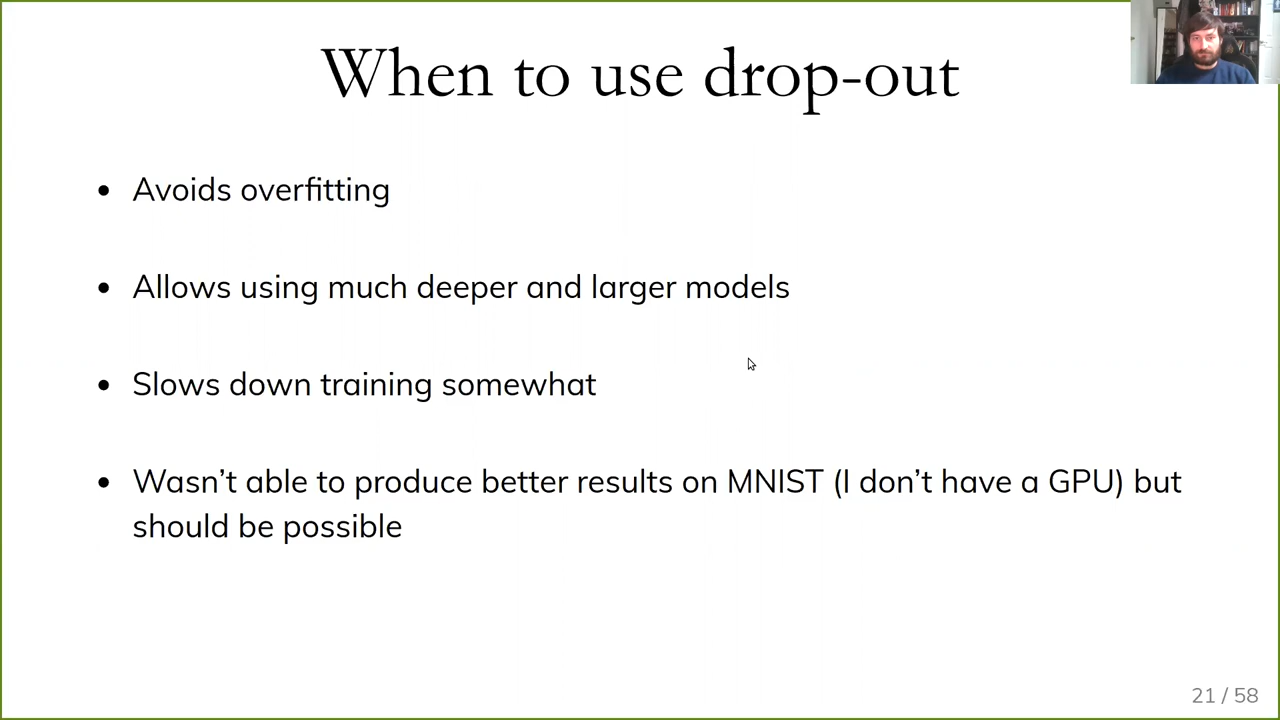 When to use drop-out
• Avoids overfitting
• Allows using much deeper and larger models
• Slows down training somewhat
• Wasn’t able to produce better results on MNIST (I don’t have a GPU) but
should be possible
21 / 58